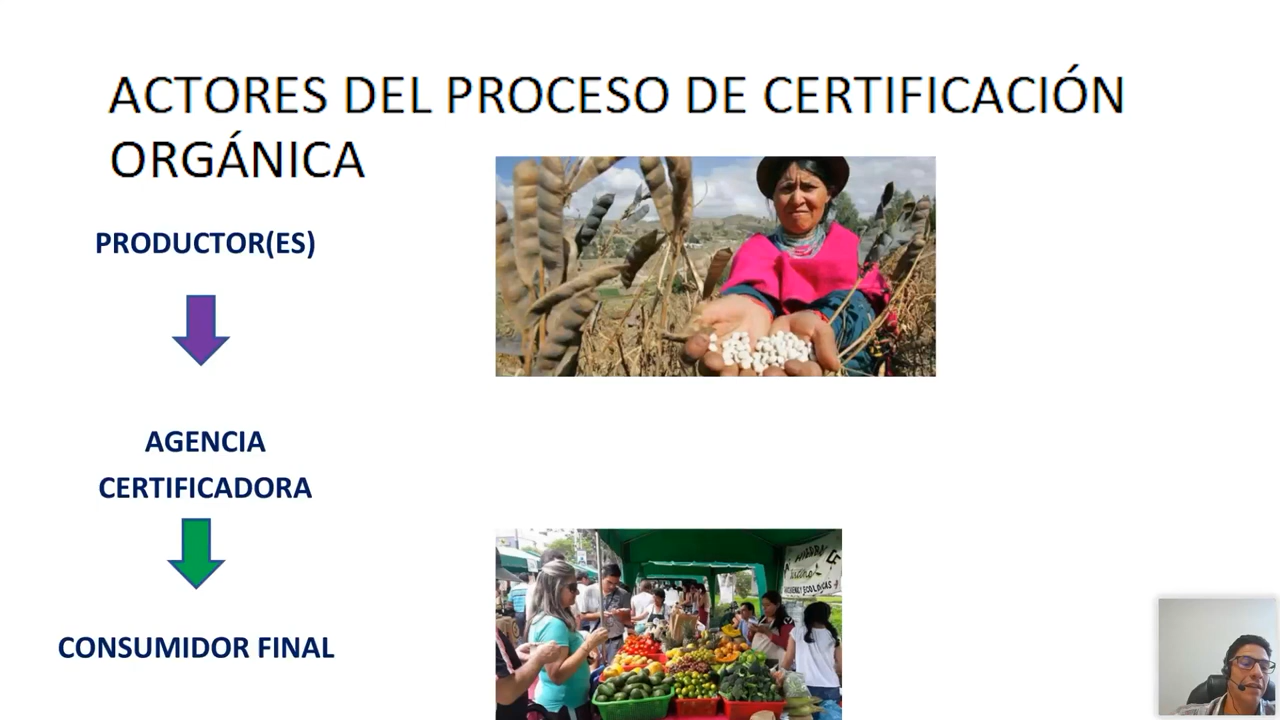 ACTORES DEL PROCESO DE CERTIFICACIÓN
ORGÁNICA
PRODUCTOR(ES)
AGENCIA
CERTIFICADORA
CONSUMIDOR FINAL